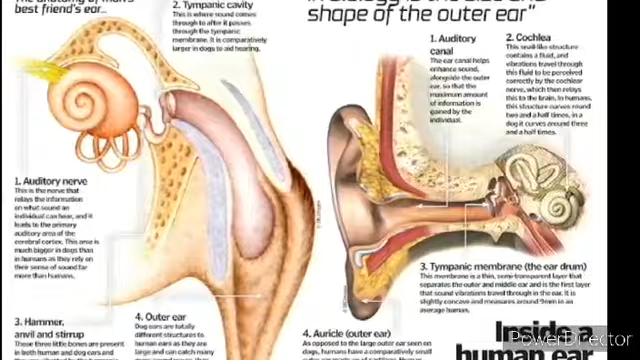 best friend's ear...
2. Tympanic cavity
This is where sound comes
through to after it passes
through the tympanic
membrane. It is comparatively
larger in dogs to aid hearing.
shape of the outer ear"
1. Auditory
canal
The ear canal helps
enhance sound,
alongside the outer
ear, so that the
maximum amount
of information is
gained by the
individual.
2. Cochlea
This snail-like structure
contains a fluid, and
vibrations travel through
this fluid to be perceived
correctly by the cochlear
nerve, which then relays
this to the brain. In humans,
this structure curves round
two and a half times, in a
dog it curves around three
and a half times.
1. Auditory nerve
This is the nerve that
relays the information
on what sound an
individual can hear, and it
leads to the primary
auditory area of the
cerebral cortex. This area is
much bigger in dogs than
in humans as they rely on
their sense of sound far
more than humans.
3. Tympanic membrane (the ear drum)
This membrane is a thin, semi-transparent layer that
separates the outer and middle ear and is the first layer
that sound vibrations travel through in the ear. It is
slightly concave and measures around 9mm in an
average human.
3. Hammer,
anvil and stirrup
These three little bones are present
in both human and dog ears and
4. Outer ear
Dog ears are totally
different structures to
human ears as they are
large and can catch many
4. Auricle (outer ear)
As opposed to the large outer ear seen on
dogs, humans have a comparatively small
Inside a
human ear
PowerDirector